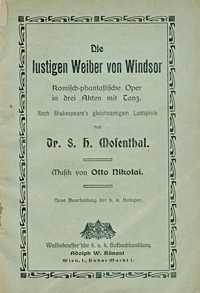 Die
lustigen Weiber von Windsor
Komisch-phantastische Oper
in drei Akten mit Tanz.
Nach Shakespeare's gleichnamigem Lustspiele
von
Dr. S. H. Mosenthal.
Musik von Otto Nikolai.
Neue Bearbeitung der k. k. Hofoper.
Wallishausser'sche k. u. k. Hofbuchhandlung
Adolph W. Künast
Wien, I., Hoher Markt 1.